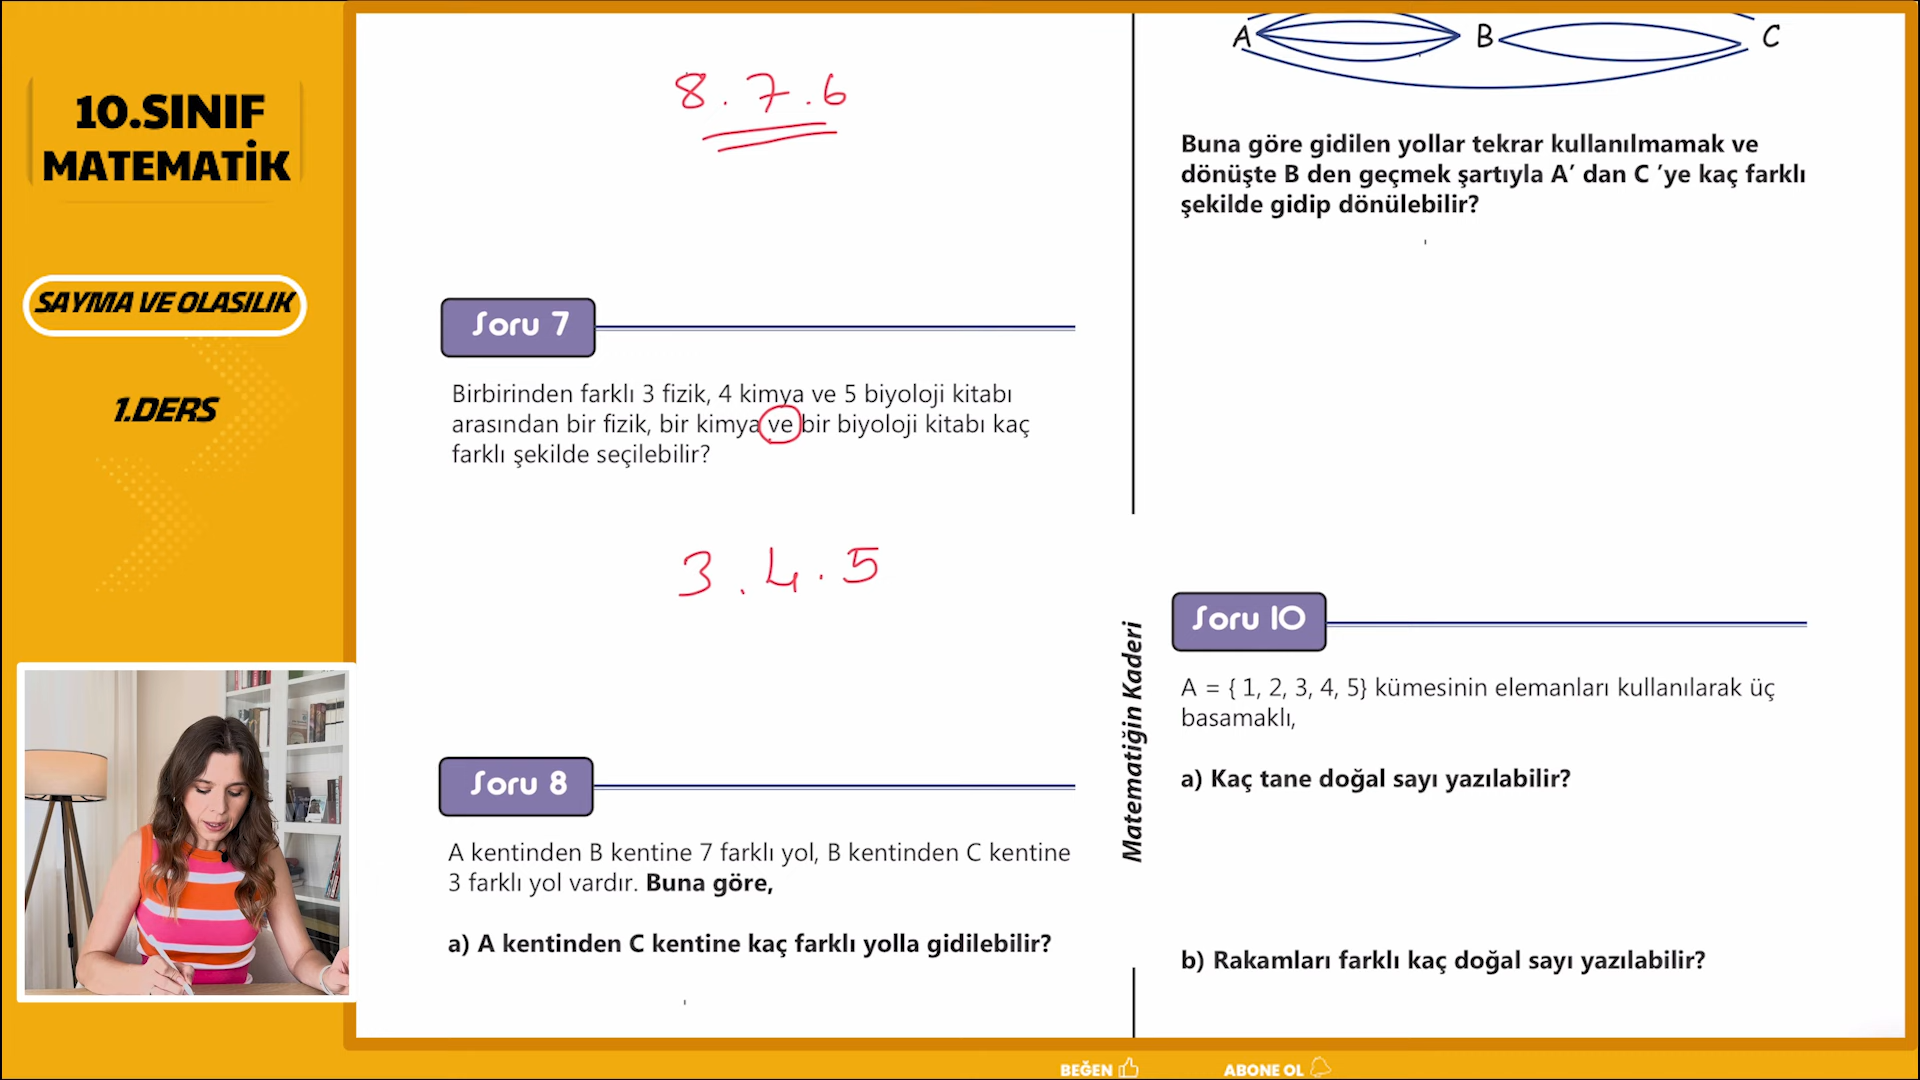 10.SINIF
MATEMATİK
SAYMA VE OLASILIK
1.DERS
8.7.6
Soru 7
Birbirinden farklı 3 fizik, 4 kimya ve 5 biyoloji kitabı
arasından bir fizik, bir kimya ve bir biyoloji kitabı kaç
farklı şekilde seçilebilir?
3.4.5
Soru 8
A kentinden B kentine 7 farklı yol, B kentinden C kentine
3 farklı yol vardır. Buna göre,
a) A kentinden C kentine kaç farklı yolla gidilebilir?
Matematiğin Kaderi
A B C
Buna göre gidilen yollar tekrar kullanılmamak ve
dönüşte B den geçmek şartıyla A' dan C 'ye kaç farklı
şekilde gidip dönülebilir?
Soru 10
A = { 1, 2, 3, 4, 5} kümesinin elemanları kullanılarak üç
basamaklı,
a) Kaç tane doğal sayı yazılabilir?
b) Rakamları farklı kaç doğal sayı yazılabilir?
BEĞEN
ABONE OL